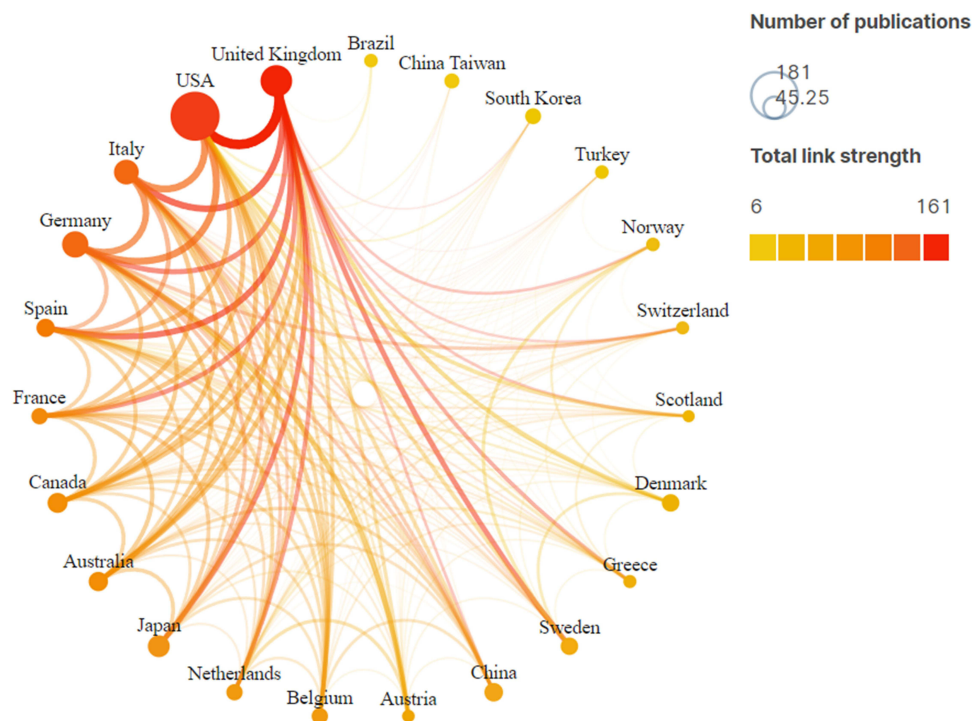 Number of publications
181
45.25
Total link strength
6 161
United Kingdom
Brazil
China Taiwan
USA
South Korea
Italy
Turkey
Germany
Norway
Spain
Switzerland
France
Scotland
Canada
Denmark
Australia
Greece
Japan
Sweden
Netherlands
China
Belgium
Austria